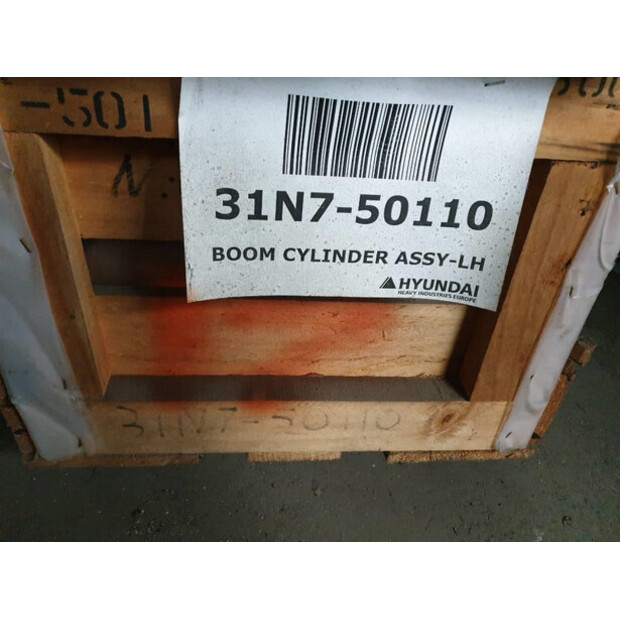 -501
31N7-50110
BOOM CYLINDER ASSY-LH
HYUNDAI
HEAVY INDUSTRIES EUROPE
31N7-50110